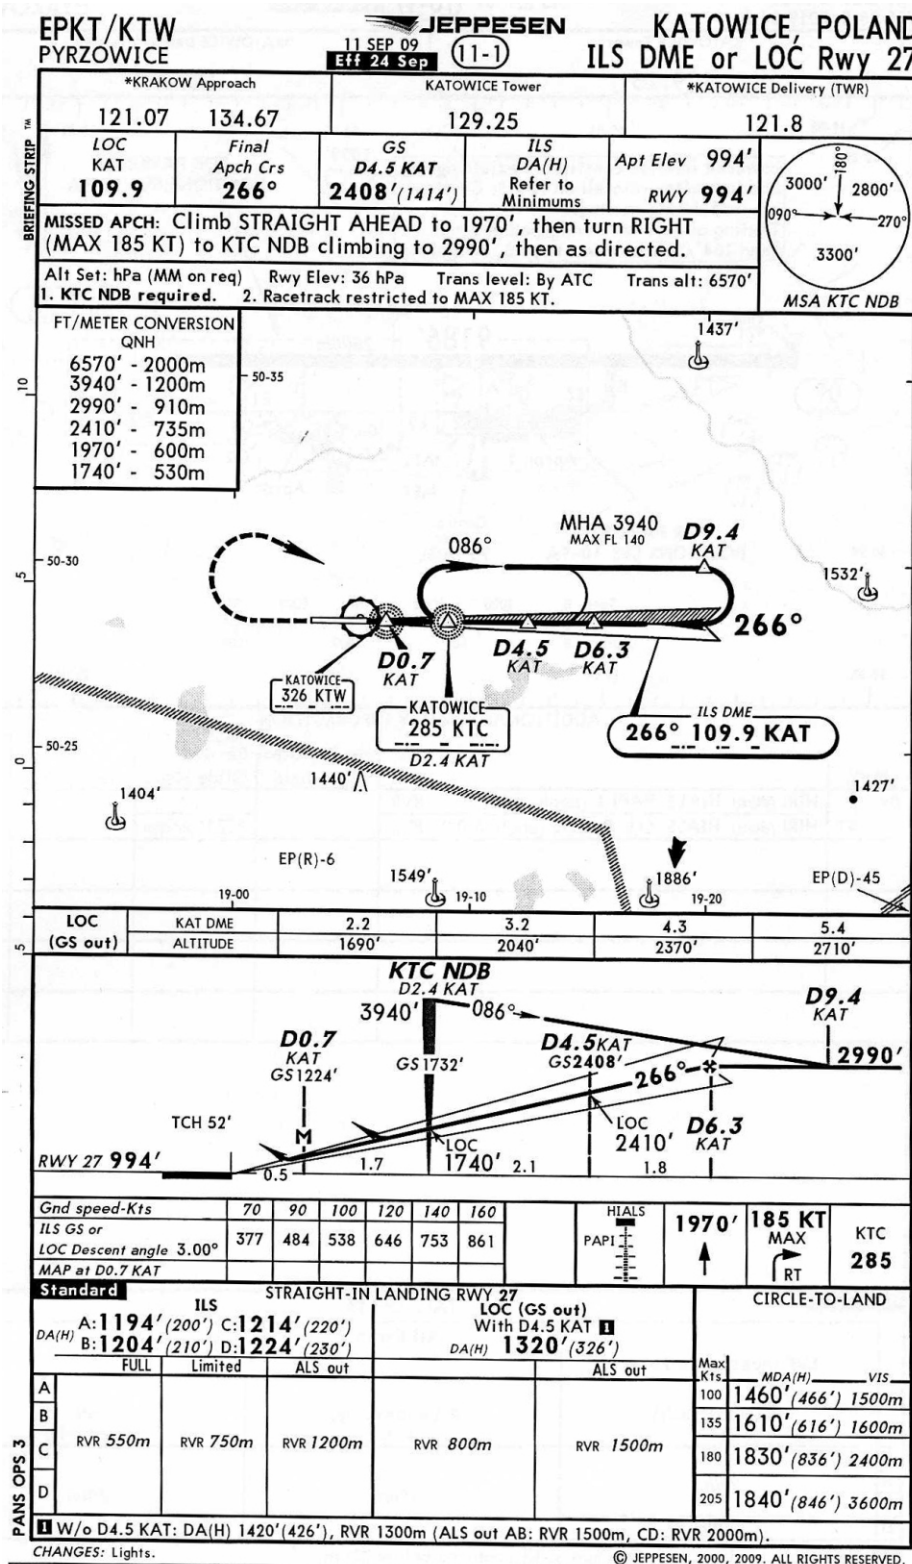 EPKT/KTW
PYRZOWICE
JEPPESEN
11 SEP 09
Eff 24 Sep
11-1
KATOWICE, POLAND
ILS DME or LOC Rwy 27
BRIEFING STRIP ™
*KRAKOW Approach
121.07 134.67
KATOWICE Tower
129.25
*KATOWICE Delivery (TWR)
121.8
LOC
KAT
109.9
Final
Apch Crs
266°
GS
D4.5 KAT
2408'(1414')
ILS
DA(H)
Refer to
Minimums
Apt Elev 994'
RWY 994'
MISSED APCH: Climb STRAIGHT AHEAD to 1970', then turn RIGHT
(MAX 185 KT) to KTC NDB climbing to 2990', then as directed.
Alt Set: hPa (MM on req) Rwy Elev: 36 hPa Trans level: By ATC Trans alt: 6570'
1. KTC NDB required. 2. Racetrack restricted to MAX 185 KT.
180°
3000'
2800'
090°
270°
3300'
MSA KTC NDB
FT/METER CONVERSION
QNH
6570' - 2000m
3940' - 1200m
2990' - 910m
2410' - 735m
1970' - 600m
1740' - 530m
10
5
0
5
50-35
50-30
50-25
1437'
MHA 3940
MAX FL 140
D9.4
KAT
086°
1532'
266°
D0.7
KAT
D4.5
KAT
D6.3
KAT
KATOWICE
326 KTW
KATOWICE
285 KTC
D2.4 KAT
ILS DME
266° 109.9 KAT
1440'
1404'
1427'
EP(R)-6
1549'
1886'
EP(D)-45
19-00
19-10
19-20
LOC
(GS out)
KAT DME 2.2 3.2 4.3 5.4
ALTITUDE 1690' 2040' 2370' 2710'
KTC NDB
D2.4 KAT
3940'
086°
D9.4
KAT
2990'
D0.7
KAT
GS1224'
GS1732'
D4.5KAT
GS2408'
266°
TCH 52'
M
LOC
1740'
LOC
2410'
D6.3
KAT
RWY 27 994'
0.5
1.7
2.1
1.8
Gnd speed-Kts 70 90 100 120 140 160
ILS GS or
LOC Descent angle 3.00° 377 484 538 646 753 861
MAP at D0.7 KAT
HIALS
PAPI
1970'
185 KT
MAX
RT
KTC
285
Standard
STRAIGHT-IN LANDING RWY 27
CIRCLE-TO-LAND
ILS
DA(H)
A:1194'(200') C:1214'(220')
B:1204'(210') D:1224'(230')
LOC (GS out)
With D4.5 KAT 1
DA(H) 1320'(326')
FULL Limited ALS out
ALS out
Max
Kts
MDA(H) VIS
A
B
C
D
RVR 550m RVR 750m RVR 1200m RVR 800m RVR 1500m
100 1460'(466') 1500m
135 1610'(616') 1600m
180 1830'(836') 2400m
205 1840'(846') 3600m
PANS OPS 3
1 W/o D4.5 KAT: DA(H) 1420'(426'), RVR 1300m (ALS out AB: RVR 1500m, CD: RVR 2000m).
CHANGES: Lights.
© JEPPESEN, 2000, 2009. ALL RIGHTS RESERVED.